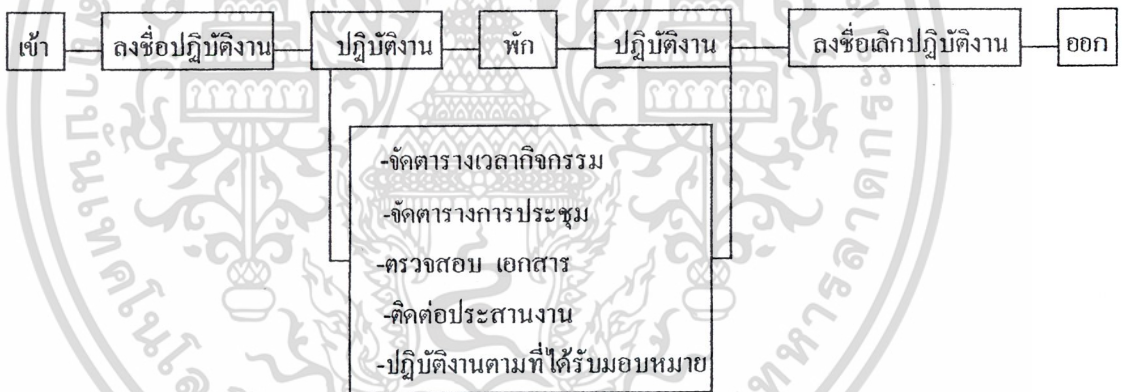 เข้า ลงชื่อปฏิบัติงาน ปฏิบัติงาน พัก ปฏิบัติงาน ลงชื่อเลิกปฏิบัติงาน ออก
-จัดตารางเวลากิจกรรม
-จัดตารางการประชุม
-ตรวจสอบ เอกสาร
-ติดต่อประสานงาน
-ปฏิบัติงานตามที่ได้รับมอบหมาย